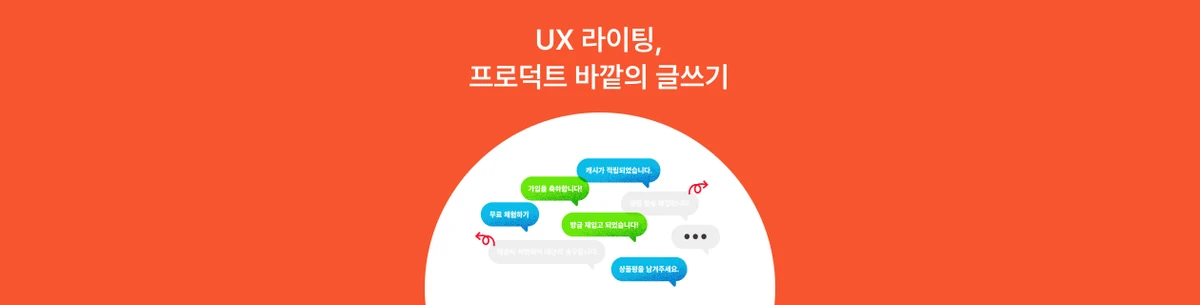 UX 라이팅,
프로덕트 바깥의 글쓰기
캐시가 적립되었습니다.
가입을 축하합니다!
무료 체험하기
방금 재입고 되었습니다!
상품평을 남겨주세요.